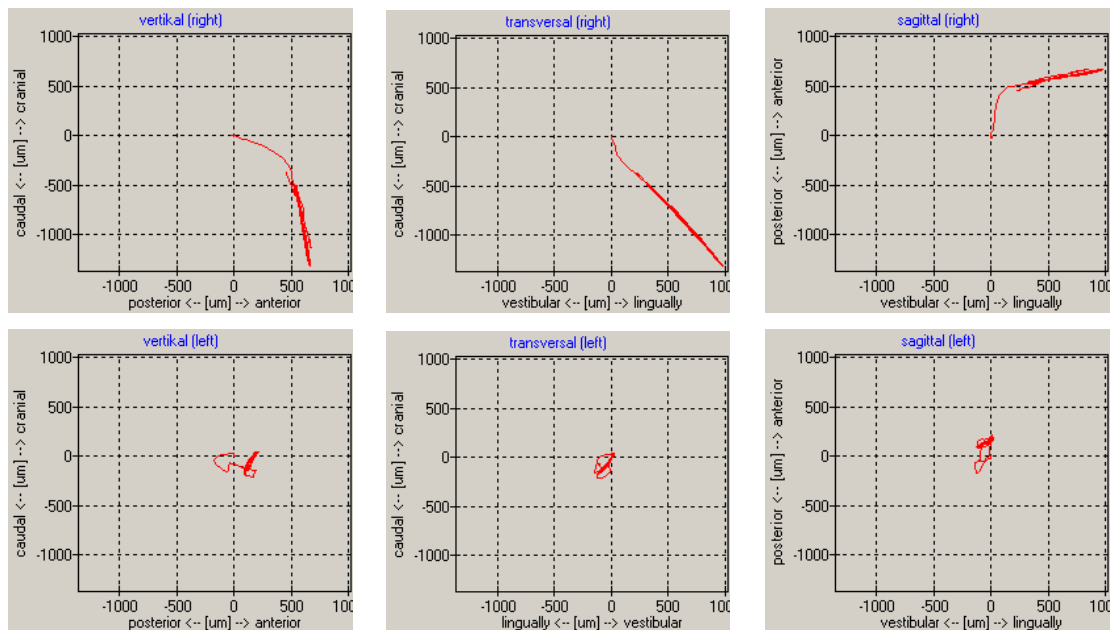 vertikal (right)
caudal <-- [um] --> cranial
1000
500
0
-500
-1000
-1000 -500 0 500 100
posterior <-- [um] --> anterior
transversal (right)
caudal <-- [um] --> cranial
1000
500
0
-500
-1000
-1000 -500 0 500 100
vestibular <-- [um] --> lingually
sagittal (right)
posterior <-- [um] --> anterior
1000
500
0
-500
-1000
-1000 -500 0 500 100
vestibular <-- [um] --> lingually
vertikal (left)
caudal <-- [um] --> cranial
1000
500
0
-500
-1000
-1000 -500 0 500 100
posterior <-- [um] --> anterior
transversal (left)
caudal <-- [um] --> cranial
1000
500
0
-500
-1000
-1000 -500 0 500 100
lingually <-- [um] --> vestibular
sagittal (left)
posterior <-- [um] --> anterior
1000
500
0
-500
-1000
-1000 -500 0 500 100
vestibular <-- [um] --> lingually